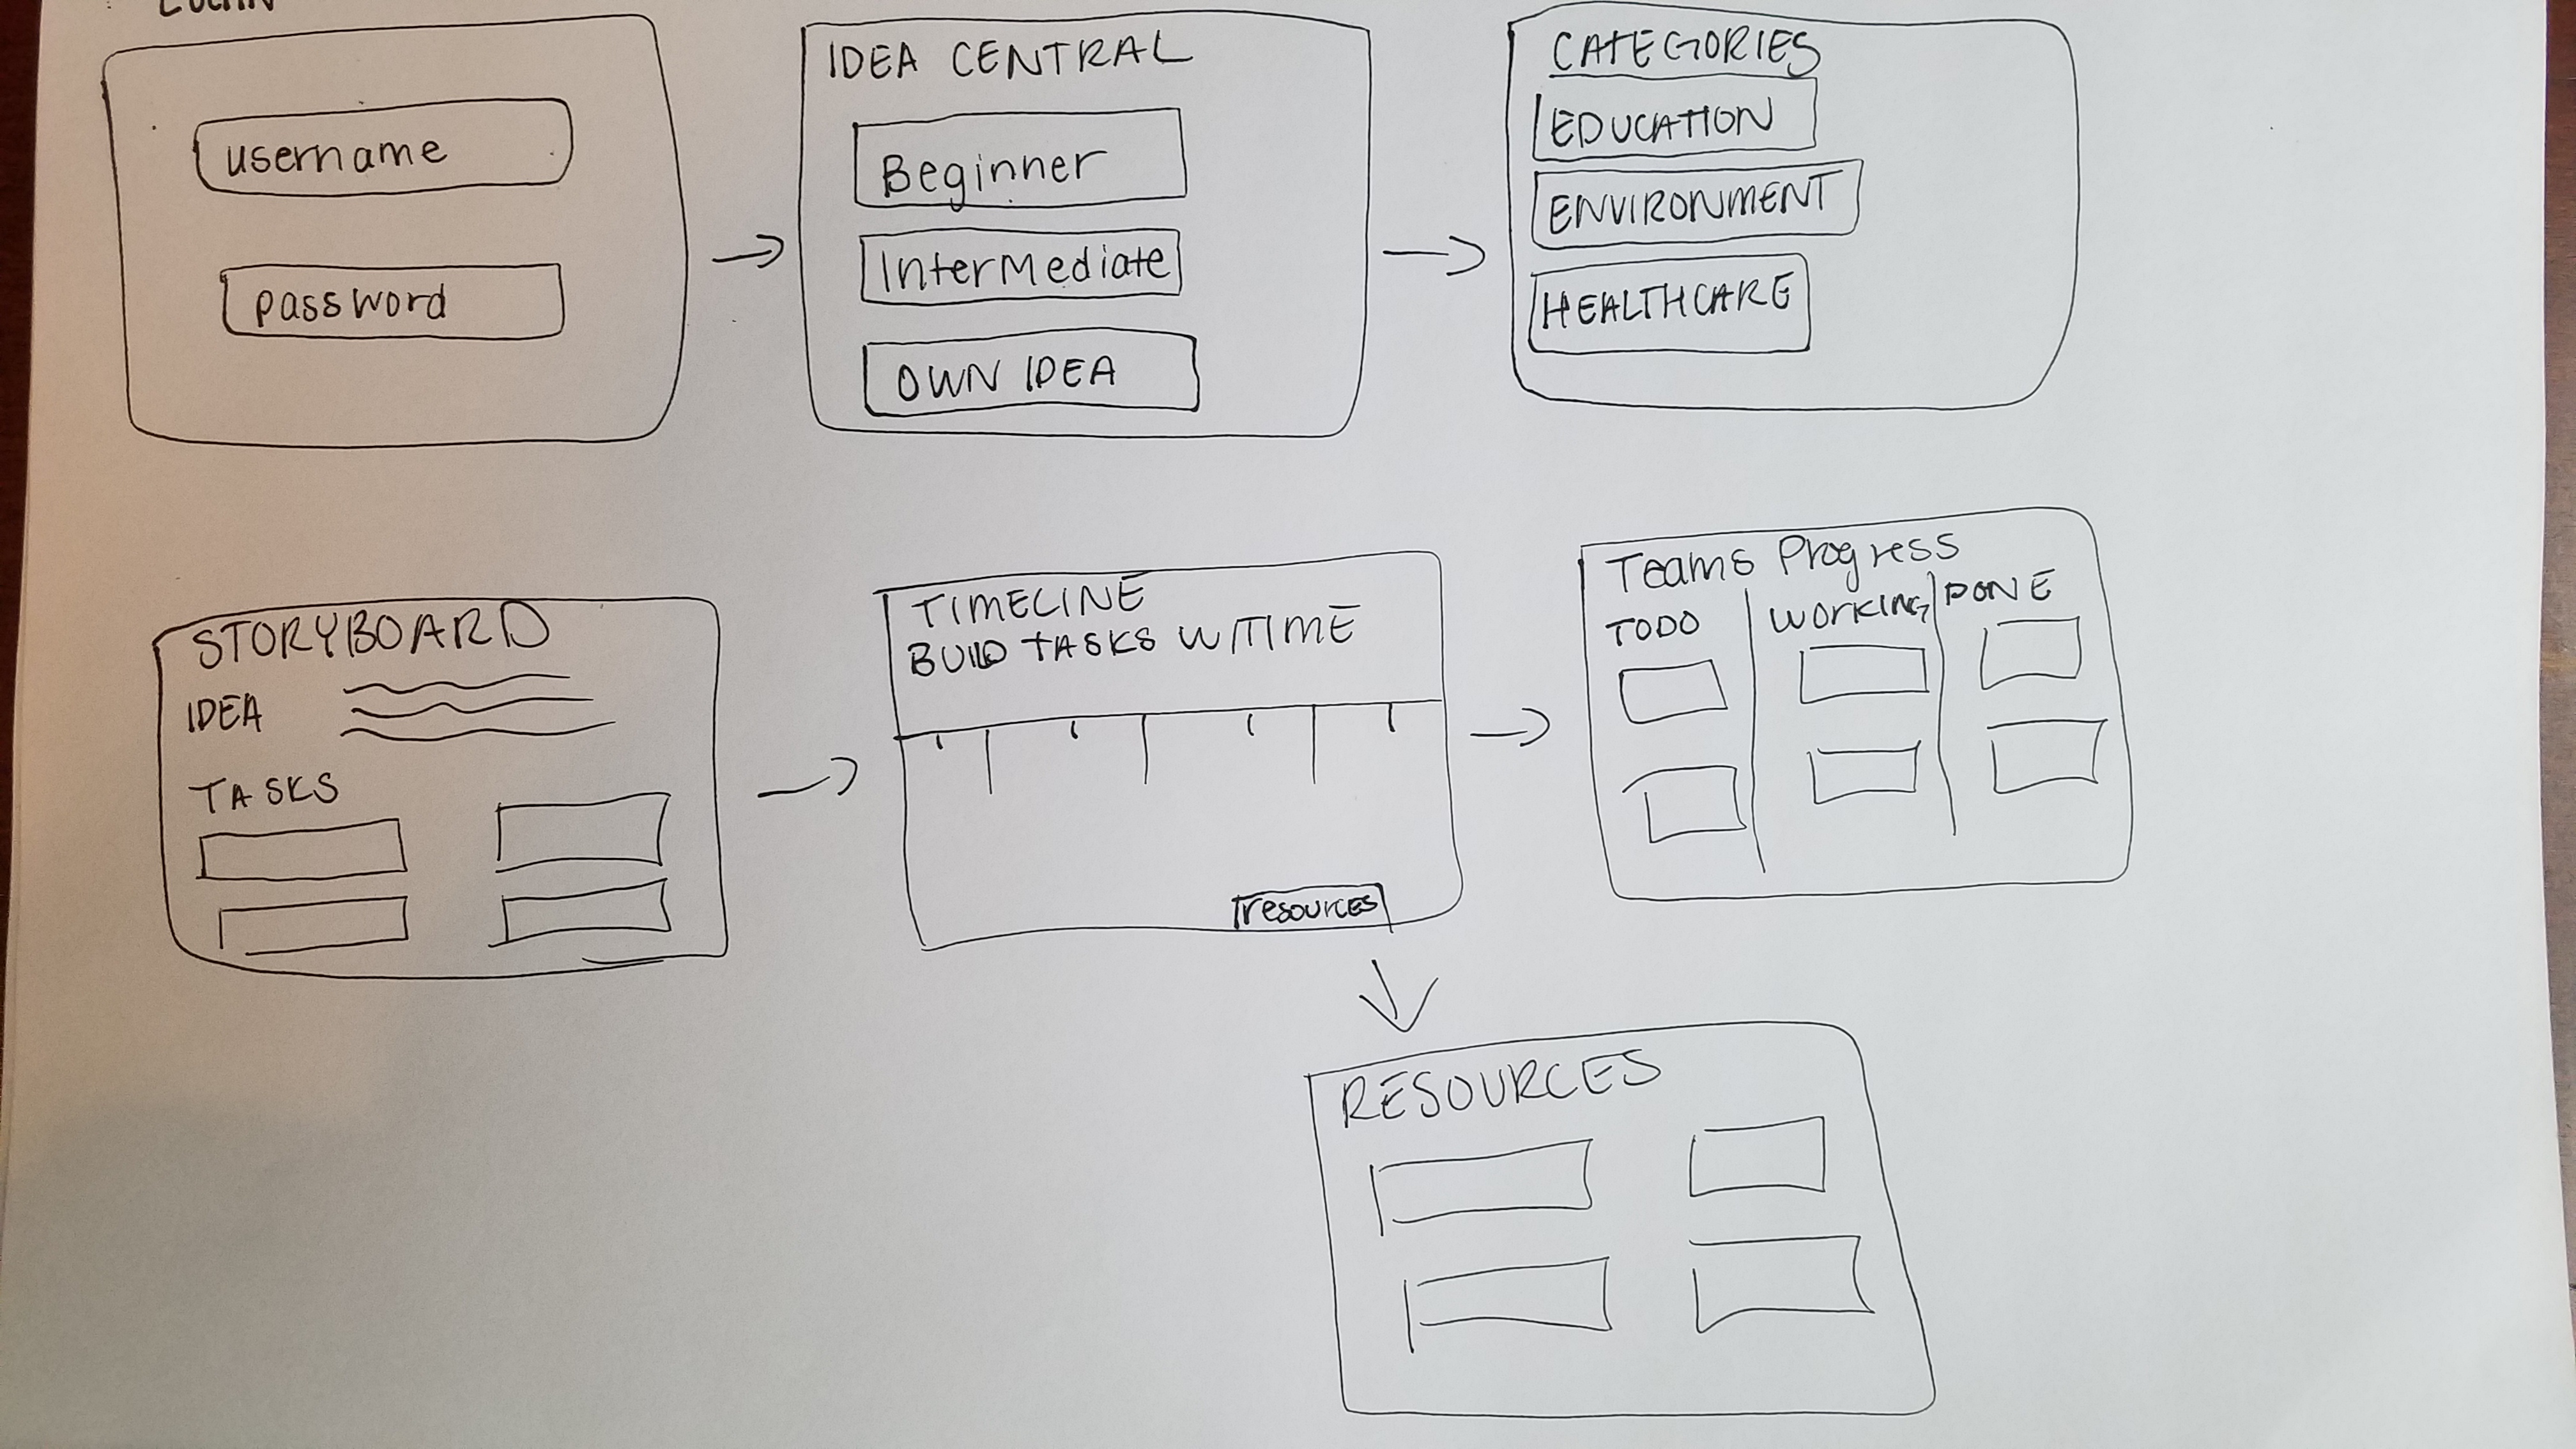 username
password
IDEA CENTRAL
Beginner
Intermediate
OWN IDEA
CATEGORIES
EDUCATION
ENVIRONMENT
HEALTHCARE
STORYBOARD
IDEA
TASKS
TIMELINE
BUILD TASKS W/TIME
resources
Teams Progress
TODO
WORKING
DONE
RESOURCES